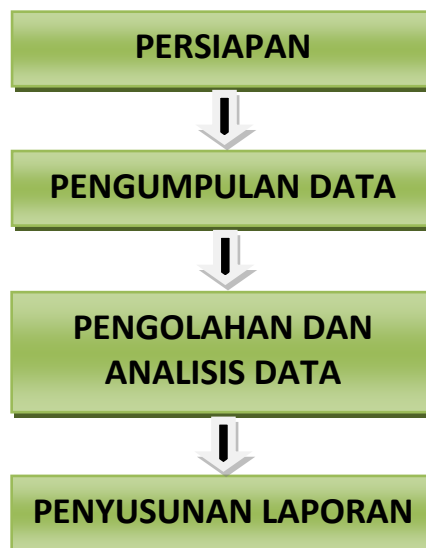 PERSIAPAN
PENGUMPULAN DATA
PENGOLAHAN DAN
ANALISIS DATA
PENYUSUNAN LAPORAN